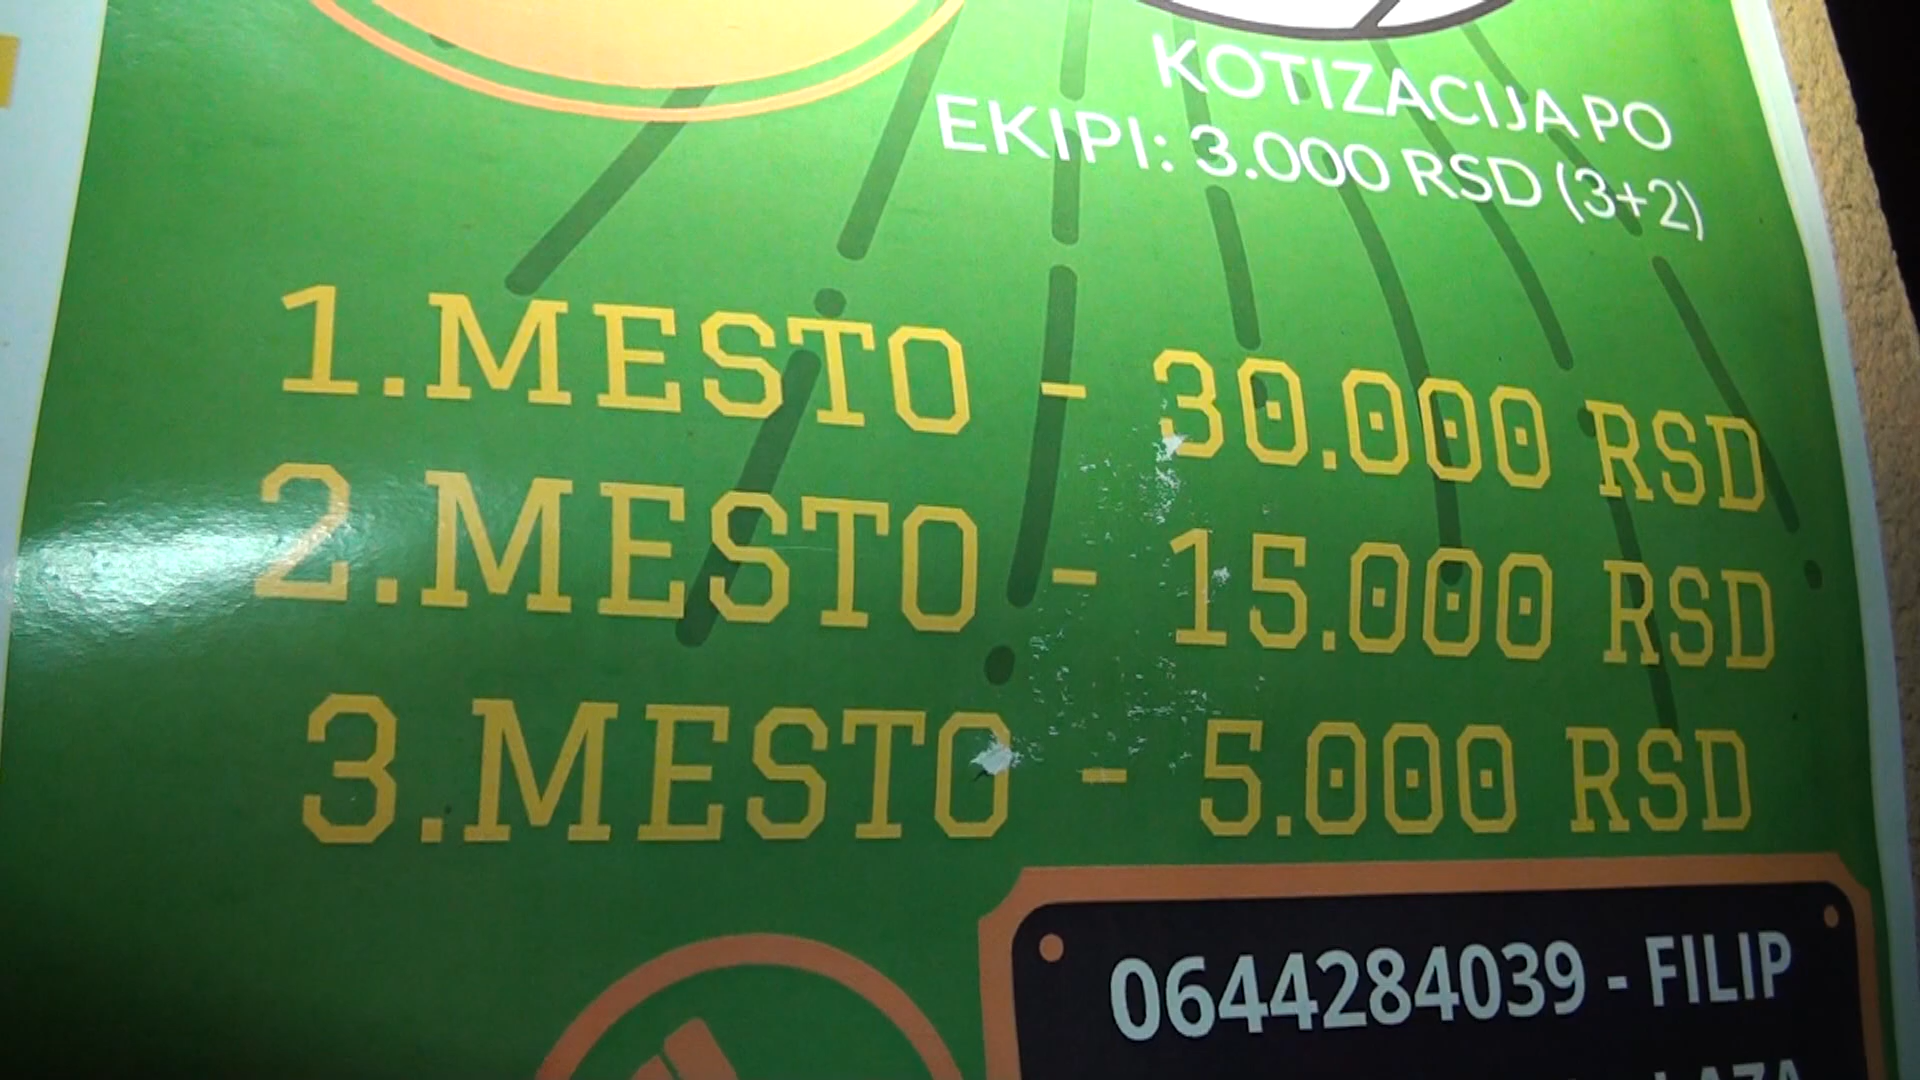 KOTIZACIJA PO
EKIPI: 3.000 RSD (3+2)
1.MESTO - 30.000 RSD
2.MESTO - 15.000 RSD
3.MESTO - 5.000 RSD
0644284039 - FILIP